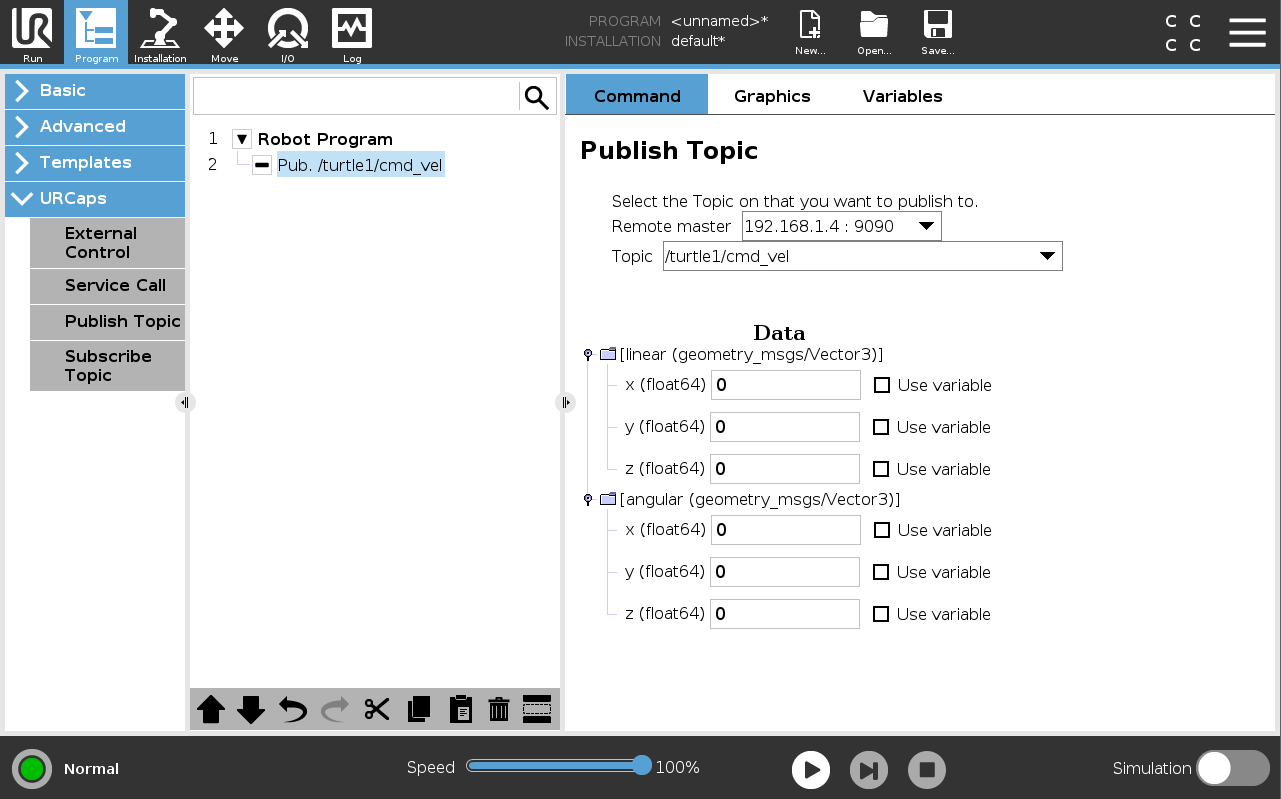 PROGRAM <unnamed>*
INSTALLATION default*
C C
C C
UR
Run Program Installation Move I/O Log New... Open... Save...
Basic
Advanced
Templates
URCaps
External
Control
Service Call
Publish Topic
Subscribe
Topic
1 Robot Program
2 Pub. /turtle1/cmd_vel
Command Graphics Variables
Publish Topic
Select the Topic on that you want to publish to.
Remote master 192.168.1.4 : 9090
Topic /turtle1/cmd_vel
Data
[linear (geometry_msgs/Vector3)]
x (float64) 0 Use variable
y (float64) 0 Use variable
z (float64) 0 Use variable
[angular (geometry_msgs/Vector3)]
x (float64) 0 Use variable
y (float64) 0 Use variable
z (float64) 0 Use variable
Normal Speed 100% Simulation